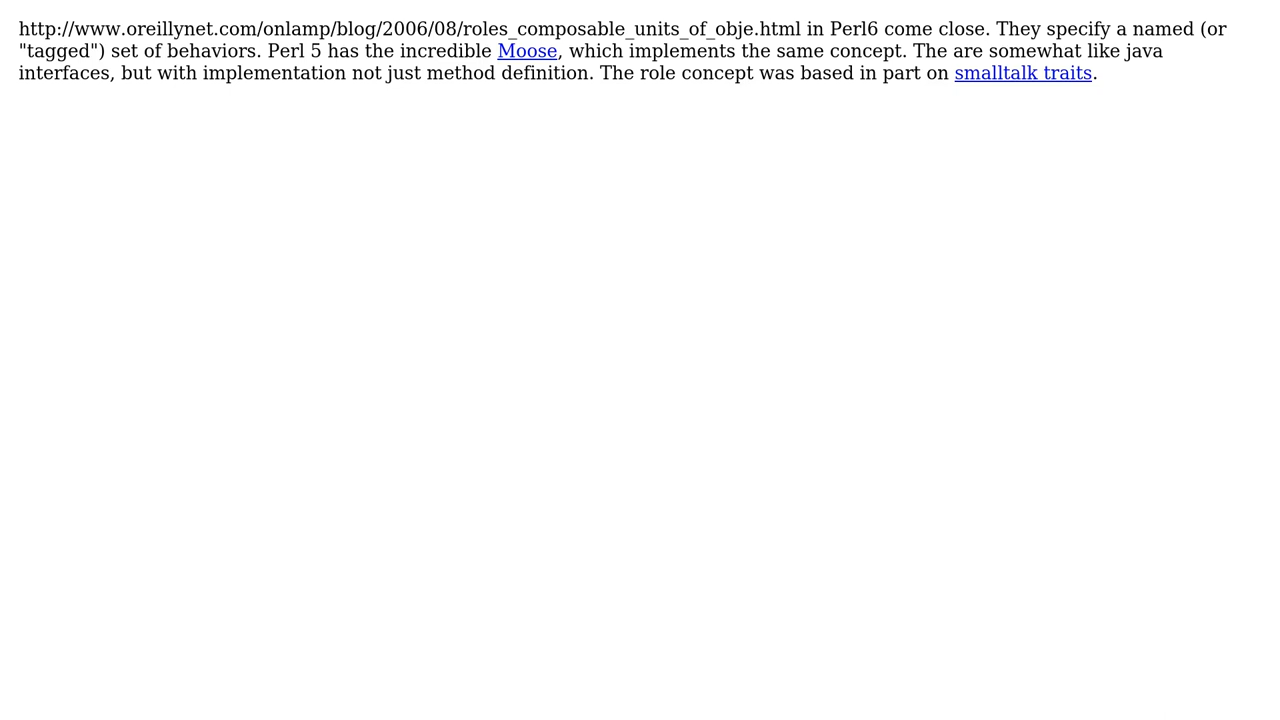 http://www.oreillynet.com/onlamp/blog/2006/08/roles_composable_units_of_obje.html in Perl6 come close. They specify a named (or
"tagged") set of behaviors. Perl 5 has the incredible Moose, which implements the same concept. The are somewhat like java
interfaces, but with implementation not just method definition. The role concept was based in part on smalltalk traits.